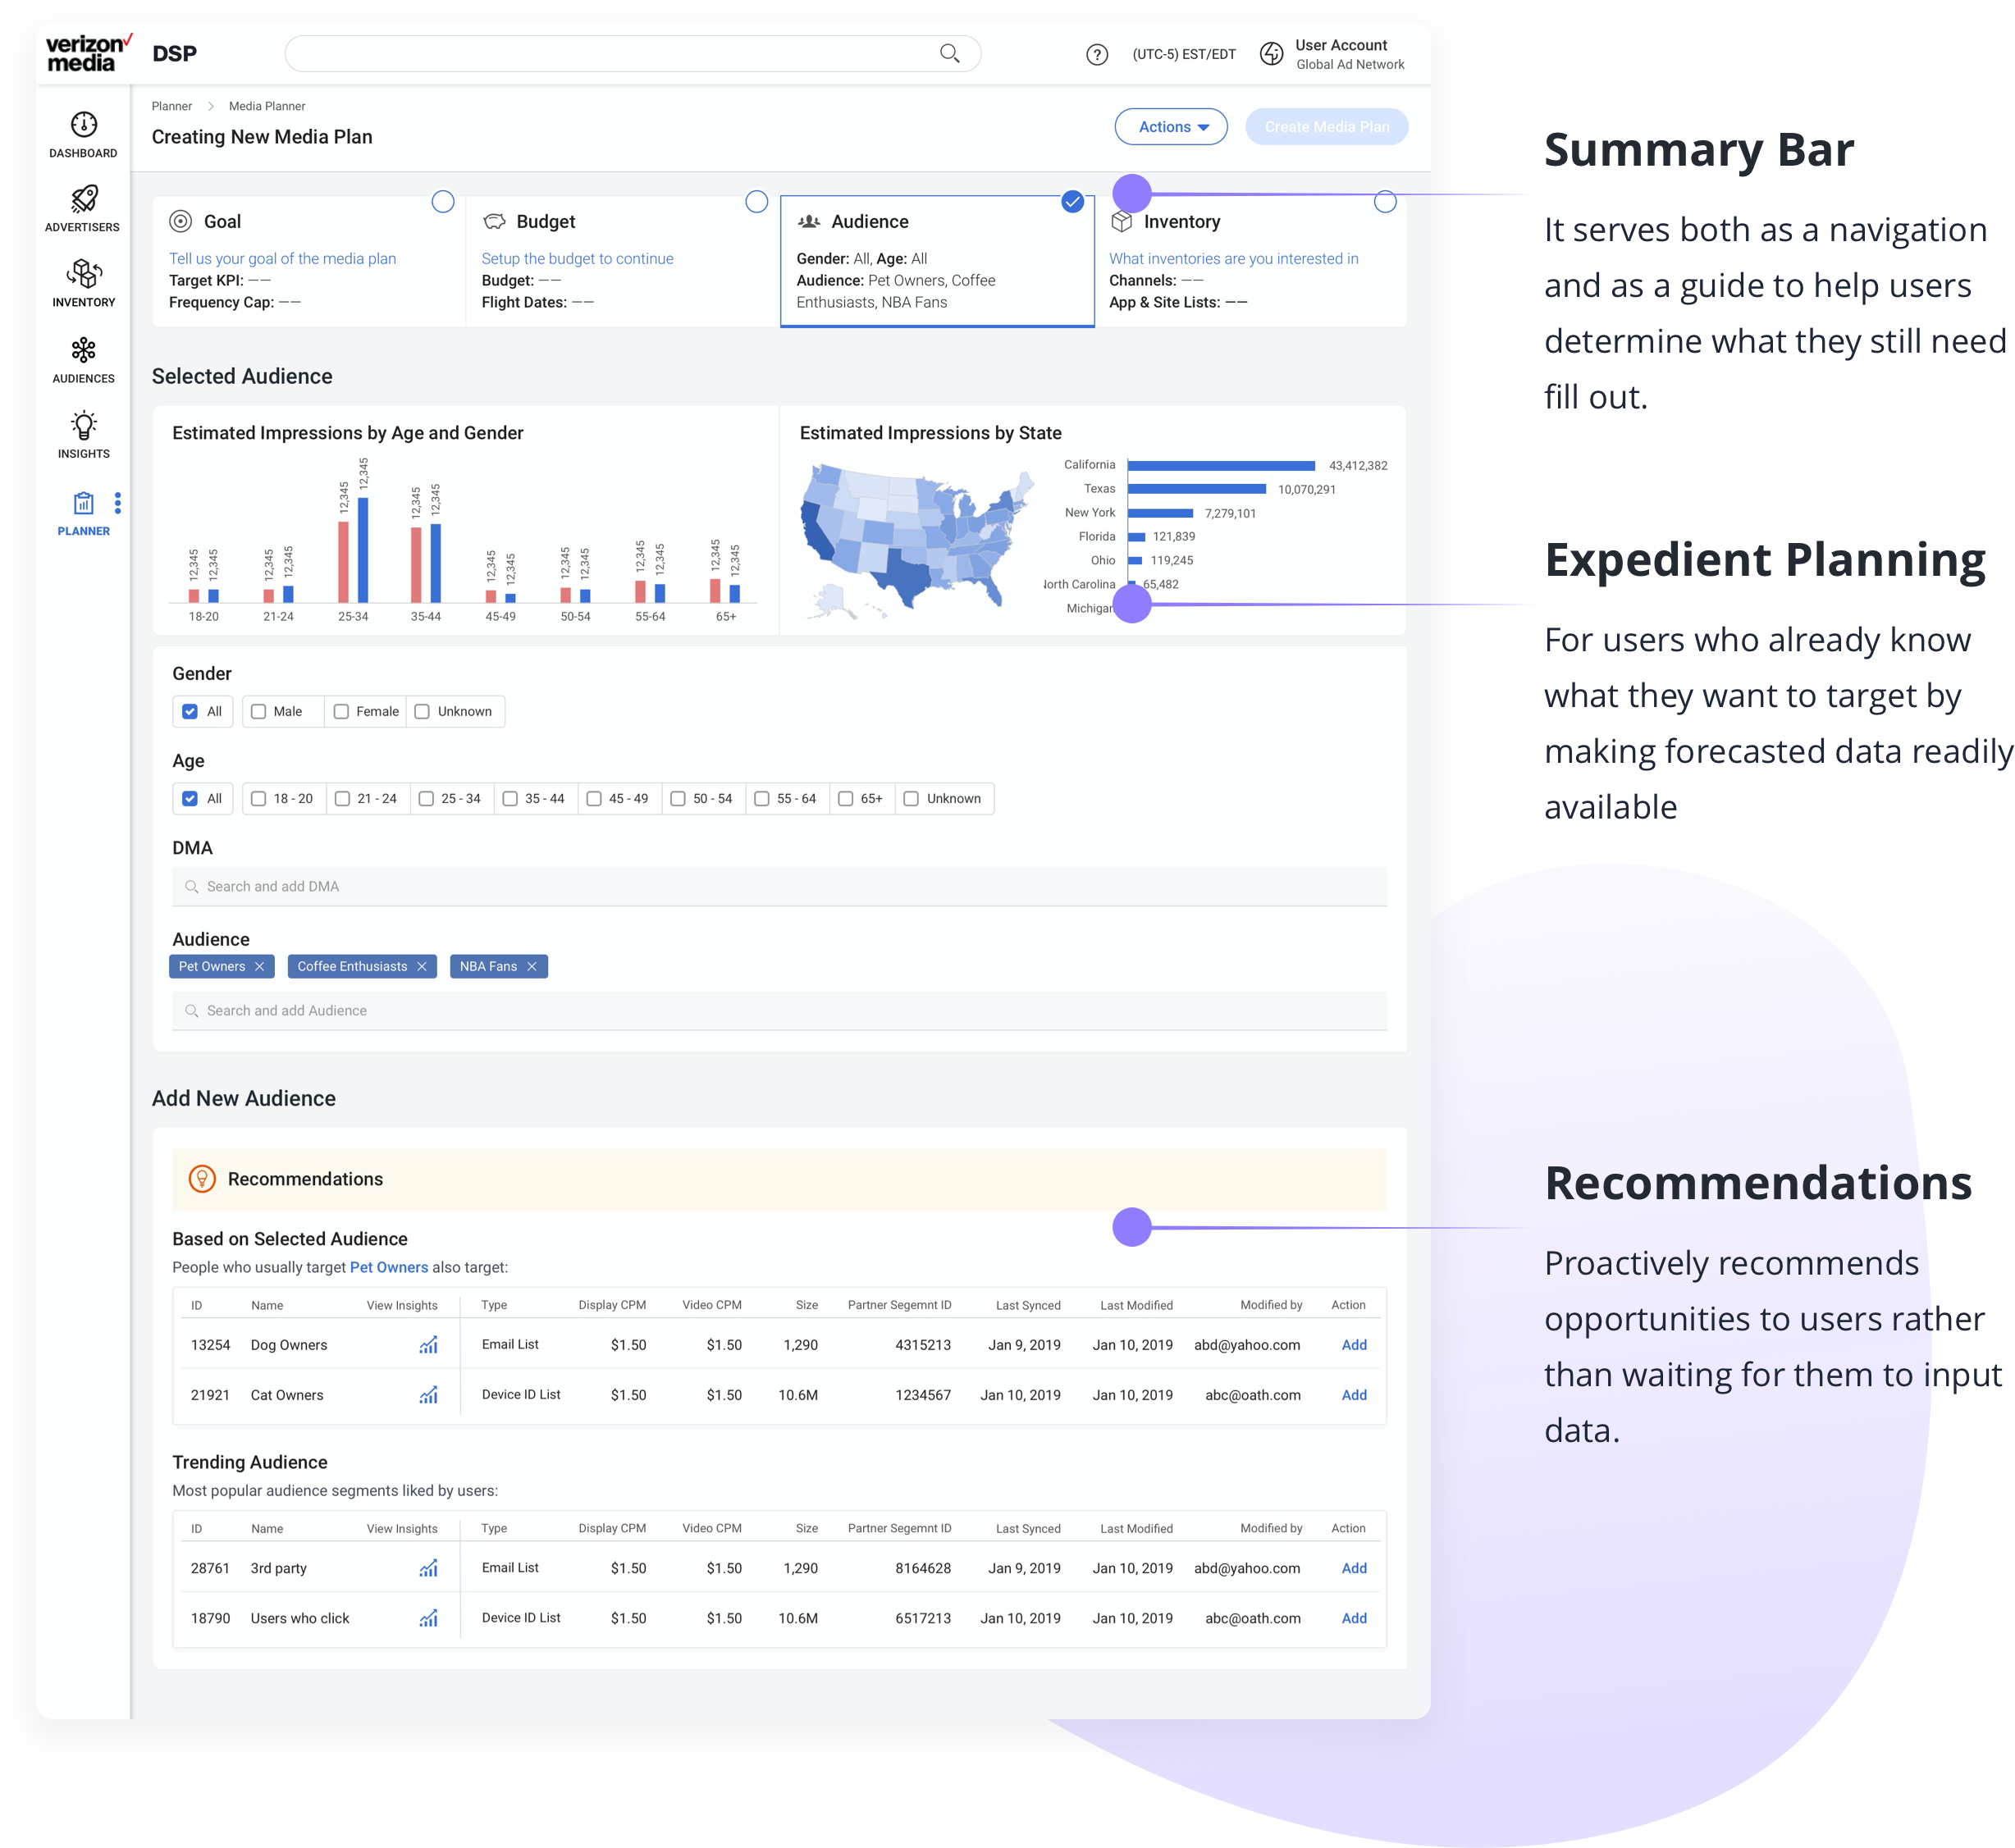 verizon✓
media
DSP
(UTC-5) EST/EDT
User Account
Global Ad Network
DASHBOARD
ADVERTISERS
INVENTORY
AUDIENCES
INSIGHTS
PLANNER
Planner > Media Planner
Creating New Media Plan
Actions
Create Media Plan
Goal
Tell us your goal of the media plan
Target KPI: ——
Frequency Cap: ——
Budget
Setup the budget to continue
Budget: ——
Flight Dates: ——
Audience
Gender: All, Age: All
Audience: Pet Owners, Coffee
Enthusiasts, NBA Fans
Inventory
What inventories are you interested in
Channels: ——
App & Site Lists: ——
Selected Audience
Estimated Impressions by Age and Gender
12,345 12,345 12,345 12,345 12,345 12,345 12,345 12,345 12,345 12,345 12,345 12,345 12,345 12,345 12,345 12,345
18-20 21-24 25-34 35-44 45-49 50-54 55-64 65+
Estimated Impressions by State
California 43,412,382
Texas 10,070,291
New York 7,279,101
Florida 121,839
Ohio 119,245
orth Carolina 65,482
Michigan
Gender
All Male Female Unknown
Age
All 18 - 20 21 - 24 25 - 34 35 - 44 45 - 49 50 - 54 55 - 64 65+ Unknown
DMA
Search and add DMA
Audience
Pet Owners Coffee Enthusiasts NBA Fans
Search and add Audience
Add New Audience
Recommendations
Based on Selected Audience
People who usually target Pet Owners also target:
ID Name View Insights Type Display CPM Video CPM Size Partner Segemnt ID Last Synced Last Modified Modified by Action
13254 Dog Owners Email List $1.50 $1.50 1,290 4315213 Jan 9, 2019 Jan 10, 2019 abd@yahoo.com Add
21921 Cat Owners Device ID List $1.50 $1.50 10.6M 1234567 Jan 10, 2019 Jan 10, 2019 abc@oath.com Add
Trending Audience
Most popular audience segments liked by users:
ID Name View Insights Type Display CPM Video CPM Size Partner Segemnt ID Last Synced Last Modified Modified by Action
28761 3rd party Email List $1.50 $1.50 1,290 8164628 Jan 9, 2019 Jan 10, 2019 abd@yahoo.com Add
18790 Users who click Device ID List $1.50 $1.50 10.6M 6517213 Jan 10, 2019 Jan 10, 2019 abc@oath.com Add
Summary Bar
It serves both as a navigation
and as a guide to help users
determine what they still need
fill out.
Expedient Planning
For users who already know
what they want to target by
making forecasted data readily
available
Recommendations
Proactively recommends
opportunities to users rather
than waiting for them to input
data.